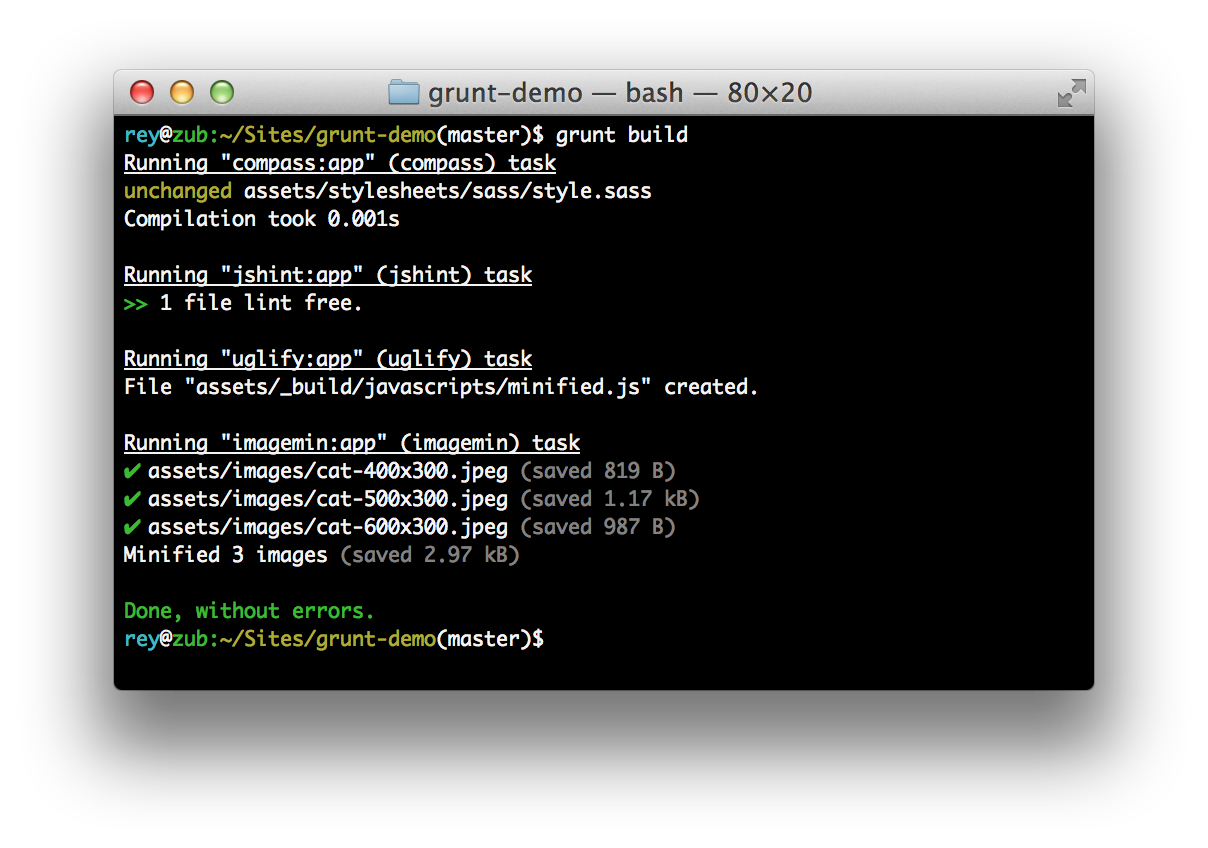 grunt-demo — bash — 80×20
rey@zub:~/Sites/grunt-demo(master)$ grunt build
Running "compass:app" (compass) task
unchanged assets/stylesheets/sass/style.sass
Compilation took 0.001s
Running "jshint:app" (jshint) task
>> 1 file lint free.
Running "uglify:app" (uglify) task
File "assets/_build/javascripts/minified.js" created.
Running "imagemin:app" (imagemin) task
✔ assets/images/cat-400x300.jpeg (saved 819 B)
✔ assets/images/cat-500x300.jpeg (saved 1.17 kB)
✔ assets/images/cat-600x300.jpeg (saved 987 B)
Minified 3 images (saved 2.97 kB)
Done, without errors.
rey@zub:~/Sites/grunt-demo(master)$